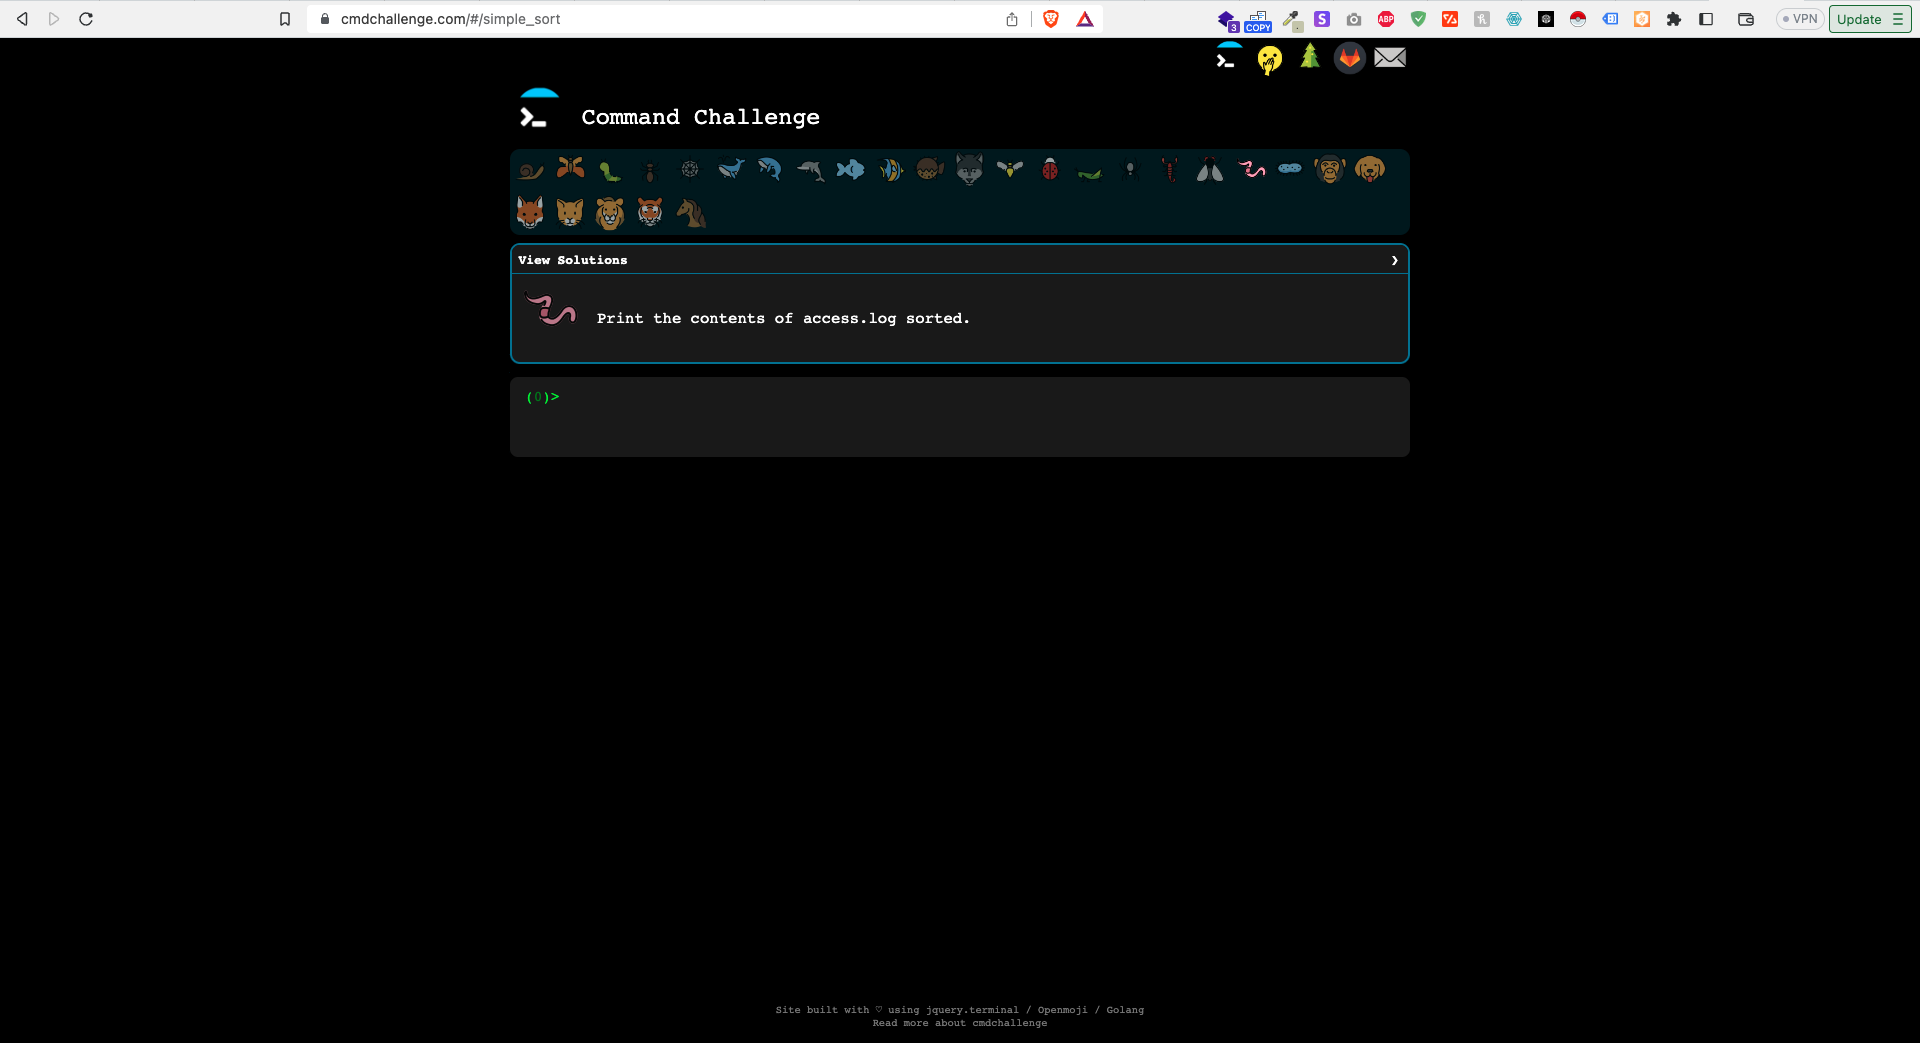 cmdchallenge.com/#/simple_sort
3
COPY
S
ABP
VPN
Update
Command Challenge
View Solutions
Print the contents of access.log sorted.
(0)>
Site built with ♡ using jquery.terminal / Openmoji / Golang
Read more about cmdchallenge